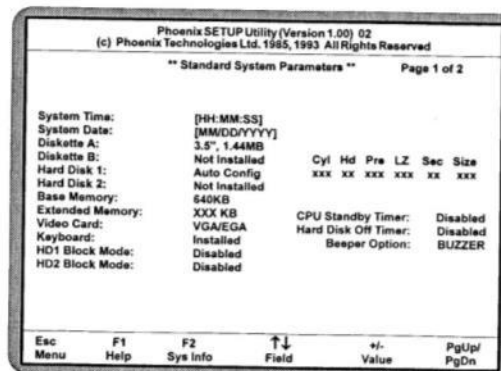 Phoenix SETUP Utility (Version 1.00) 02
(c) Phoenix Technologies Ltd. 1985, 1993 All Rights Reserved
** Standard System Parameters ** Page 1 of 2
System Time: [HH:MM:SS]
System Date: [MM/DD/YYYY]
Diskette A: 3.5", 1.44MB
Diskette B: Not Installed Cyl Hd Pre LZ Sec Size
Hard Disk 1: Auto Config xxx xx xxx xxx xx xxx
Hard Disk 2: Not Installed
Base Memory: 640KB
Extended Memory: XXX KB CPU Standby Timer: Disabled
Video Card: VGA/EGA Hard Disk Off Timer: Disabled
Keyboard: Installed Beeper Option: BUZZER
HD1 Block Mode: Disabled
HD2 Block Mode: Disabled
Esc F1 F2 ↑↓ +/- PgUp/
Menu Help Sys Info Field Value PgDn